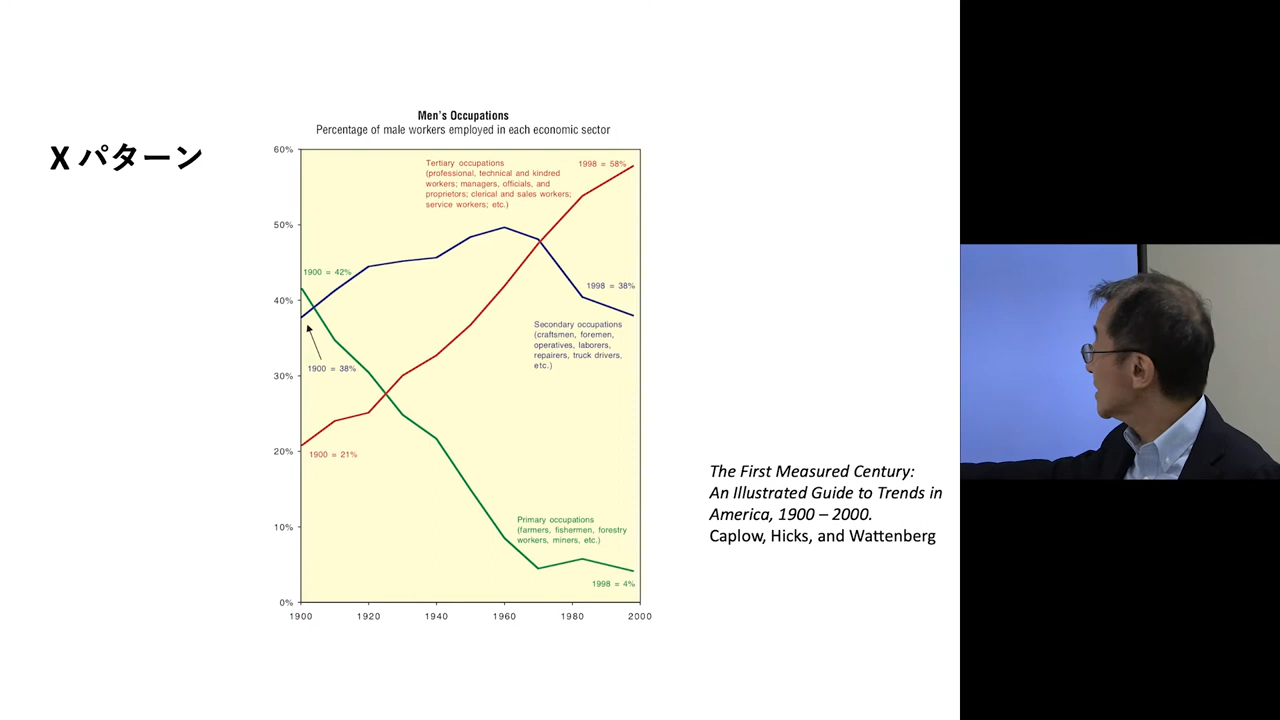 X パターン
Men's Occupations
Percentage of male workers employed in each economic sector
60%
50%
40%
30%
20%
10%
0%
1900
1920
1940
1960
1980
2000
Tertiary occupations
(professional, technical and kindred
workers; managers, officials, and
proprietors; clerical and sales workers;
service workers; etc.)
1998 = 58%
1900 = 42%
1998 = 38%
Secondary occupations
(craftsmen, foremen,
operatives, laborers,
repairers, truck drivers,
etc.)
1900 = 38%
1900 = 21%
Primary occupations
(farmers, fishermen, forestry
workers, miners, etc.)
1998 = 4%
The First Measured Century:
An Illustrated Guide to Trends in
America, 1900 – 2000.
Caplow, Hicks, and Wattenberg